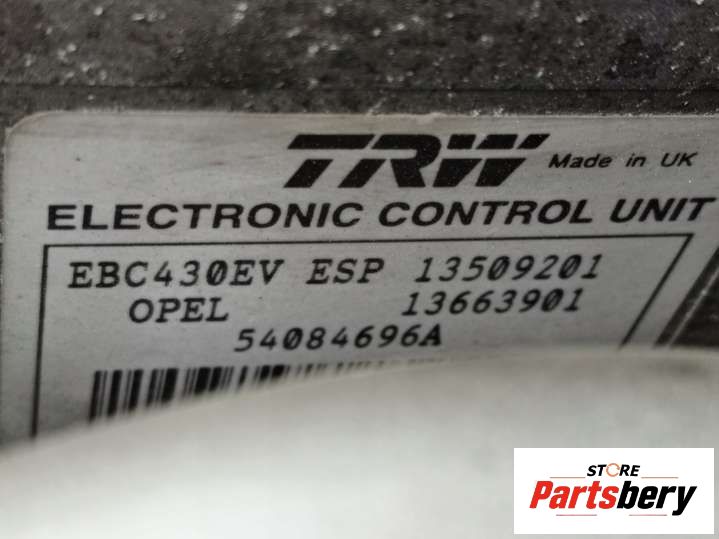 TRW Made in UK
ELECTRONIC CONTROL UNIT
EBC430EV ESP 13509201
OPEL 13663901
54084696A
STORE
Partsbery